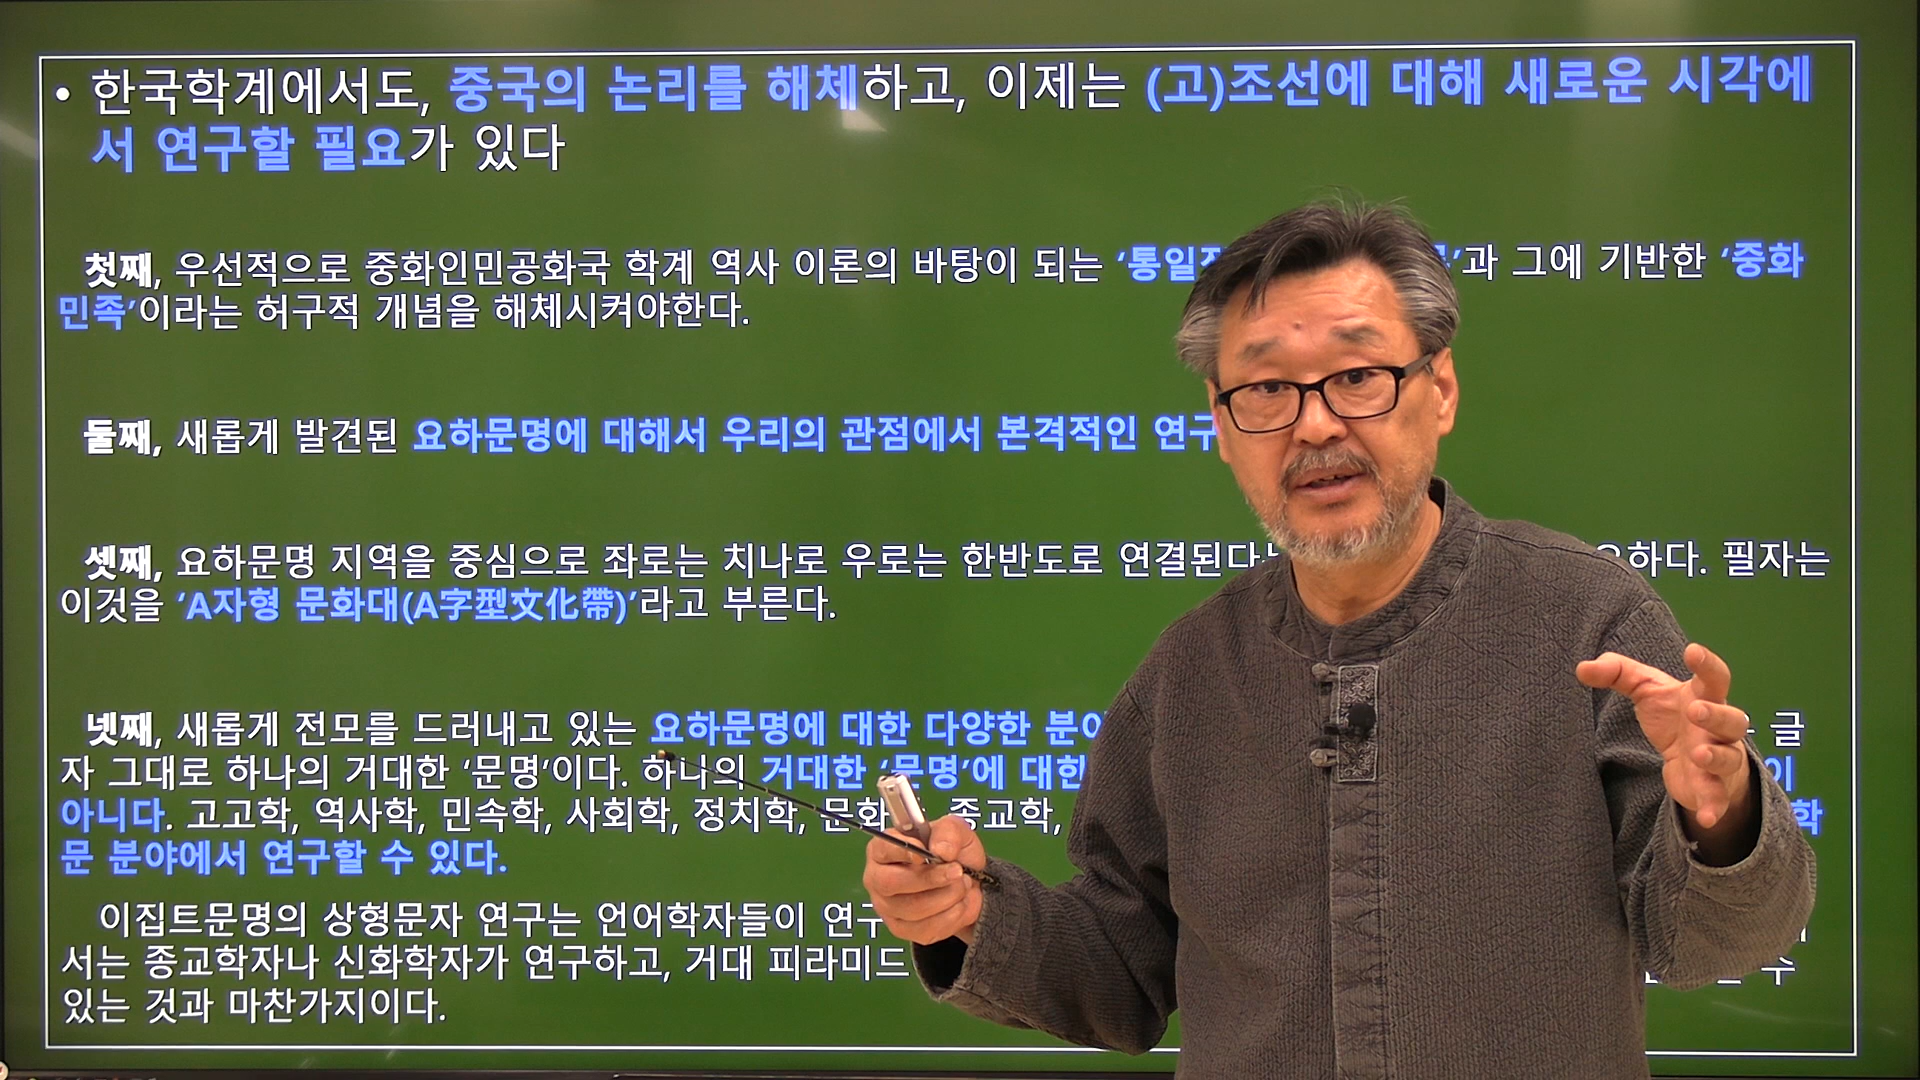 • 한국학계에서도, 중국의 논리를 해체하고, 이제는 (고)조선에 대해 새로운 시각에
서 연구할 필요가 있다
첫째, 우선적으로 중화인민공화국 학계 역사 이론의 바탕이 되는 과 그에 기반한 ‘중화
민족’이라는 허구적 개념을 해체시켜야한다.
둘째, 새롭게 발견된 요하문명에 대해서 우리의 관점에서 본격적인
셋째, 요하문명 지역을 중심으로 좌로는 치나로 우로는 한반도로 필자는
이것을 ‘A자형 문화대(A字型文化帶)’라고 부른다.
넷째, 새롭게 전모를 드러내고 있는 요하문명에 대한 다양한 글
자 그대로 하나의 거대한 ‘문명’이다. 하나의 거대한 ‘문명’에 대한 이
아니다. 고고학, 역사학, 민속학, 사회학, 정치학, 종교학, 학
문 분야에서 연구할 수 있다.
이집트문명의 상형문자 연구는 언어학자들이
서는 종교학자나 신화학자가 연구하고, 거대 피라미드 수
있는 것과 마찬가지이다.